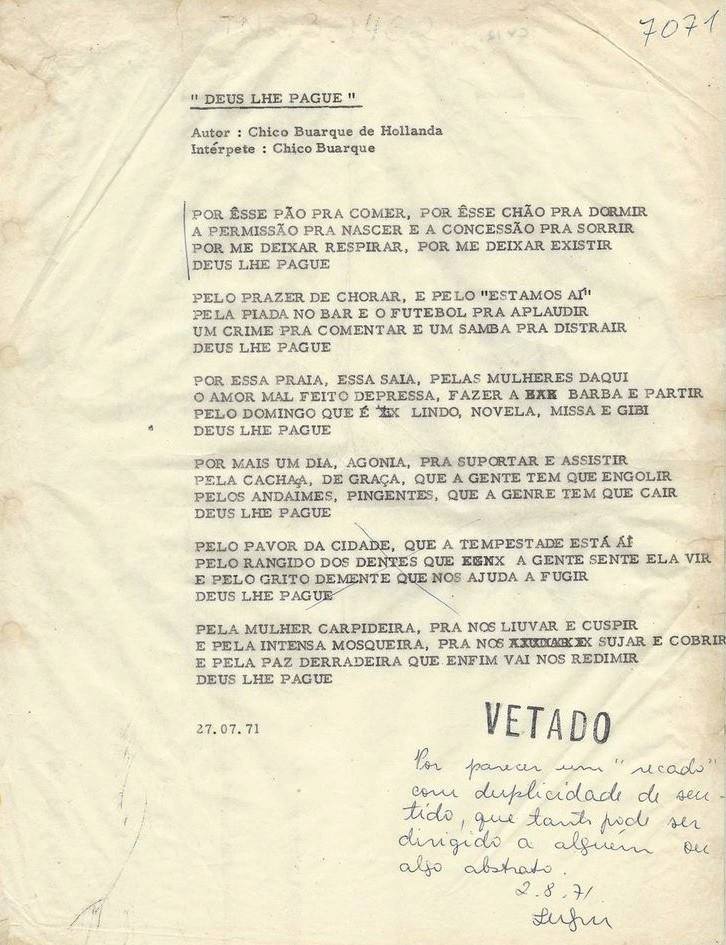 7071
" DEUS LHE PAGUE "
Autor : Chico Buarque de Hollanda
Intérpete : Chico Buarque
POR ÊSSE PÃO PRA COMER, POR ÊSSE CHÃO PRA DORMIR
A PERMISSÃO PRA NASCER E A CONCESSÃO PRA SORRIR
POR ME DEIXAR RESPIRAR, POR ME DEIXAR EXISTIR
DEUS LHE PAGUE
PELO PRAZER DE CHORAR, E PELO "ESTAMOS AÍ"
PELA PIADA NO BAR E O FUTEBOL PRA APLAUDIR
UM CRIME PRA COMENTAR E UM SAMBA PRA DISTRAIR
DEUS LHE PAGUE
POR ESSA PRAIA, ESSA SAIA, PELAS MULHERES DAQUI
O AMOR MAL FEITO DEPRESSA, FAZER A BARBA E PARTIR
PELO DOMINGO QUE É LINDO, NOVELA, MISSA E GIBI
DEUS LHE PAGUE
POR MAIS UM DIA, AGONIA, PRA SUPORTAR E ASSISTIR
PELA CACHAÇA, DE GRAÇA, QUE A GENTE TEM QUE ENGOLIR
PELOS ANDAIMES, PINGENTES, QUE A GENRE TEM QUE CAIR
DEUS LHE PAGUE
PELO PAVOR DA CIDADE, QUE A TEMPESTADE ESTÁ ÁÍ
PELO RANGIDO DOS DENTES QUE A GENTE SENTE ELA VIR
E PELO GRITO DEMENTE QUE NOS AJUDA A FUGIR
DEUS LHE PAGUE
PELA MULHER CARPIDEIRA, PRA NOS LIUVAR E CUSPIR
E PELA INTENSA MOSQUEIRA, PRA NOS SUJAR E COBRIR
E PELA PAZ DERRADEIRA QUE ENFIM VAI NOS REDIMIR
DEUS LHE PAGUE
27.07.71
VETADO
Por parecer um "recado"
com duplicidade de sen-
tido, que tanto pode ser
dirigido a alguém ou
algo abstrato.
2.8.71